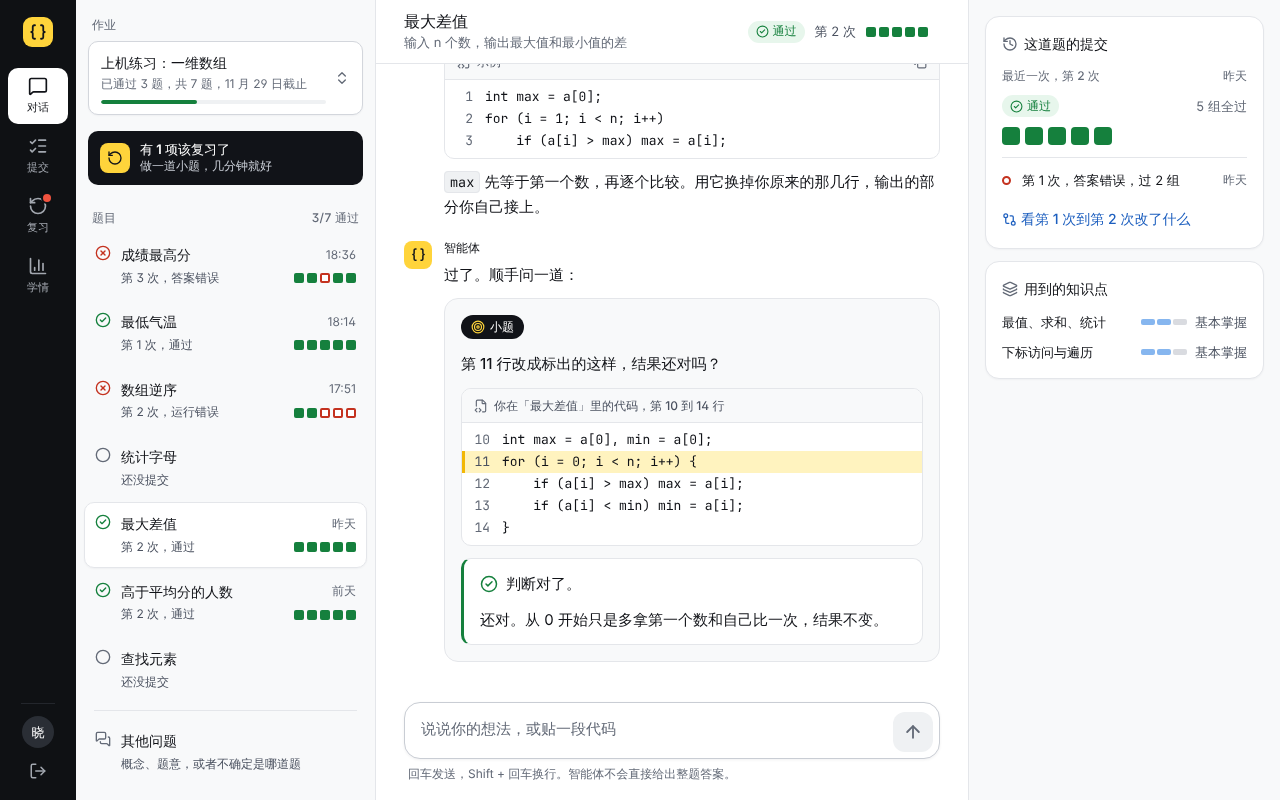 {}
对话
提交
复习
学情
晓
作业
上机练习：一维数组
已通过 3 题，共 7 题，11 月 29 日截止
有 1 项该复习了
做一道小题，几分钟就好
题目
3/7 通过
成绩最高分
18:36
第 3 次，答案错误
最低气温
18:14
第 1 次，通过
数组逆序
17:51
第 2 次，运行错误
统计字母
还没提交
最大差值
昨天
第 2 次，通过
高于平均分的人数
前天
第 2 次，通过
查找元素
还没提交
其他问题
概念、题意，或者不确定是哪道题
最大差值
输入 n 个数，输出最大值和最小值的差
通过
第 2 次
1 int max = a[0];
2 for (i = 1; i < n; i++)
3     if (a[i] > max) max = a[i];
max 先等于第一个数，再逐个比较。用它换掉你原来的那几行，输出的部
分你自己接上。
{}
智能体
过了。顺手问一道：
小题
第 11 行改成标出的这样，结果还对吗？
你在「最大差值」里的代码，第 10 到 14 行
10 int max = a[0], min = a[0];
11 for (i = 0; i < n; i++) {
12     if (a[i] > max) max = a[i];
13     if (a[i] < min) min = a[i];
14 }
判断对了。
还对。从 0 开始只是多拿第一个数和自己比一次，结果不变。
说说你的想法，或贴一段代码
回车发送，Shift + 回车换行。智能体不会直接给出整题答案。
这道题的提交
最近一次，第 2 次
昨天
通过
5 组全过
第 1 次，答案错误，过 2 组
昨天
看第 1 次到第 2 次改了什么
用到的知识点
最值、求和、统计
基本掌握
下标访问与遍历
基本掌握